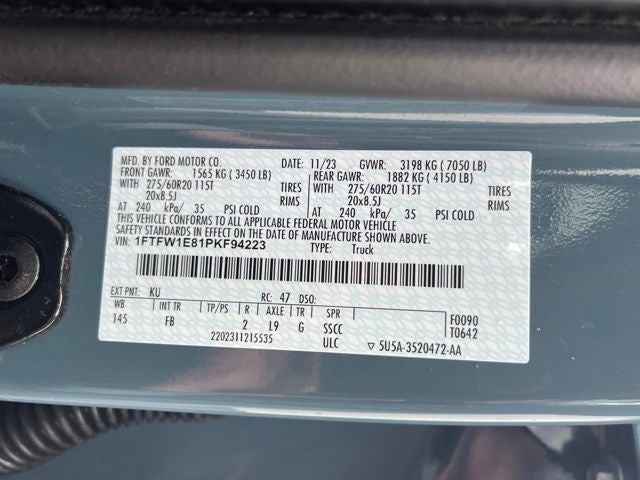 MFD. BY FORD MOTOR CO. DATE: 11/23 GVWR: 3198 KG ( 7050 LB)
FRONT GAWR: 1565 KG ( 3450 LB) REAR GAWR: 1882 KG ( 4150 LB)
WITH 275/60R20 115T TIRES WITH 275/60R20 115T TIRES
20x8.5J RIMS 20x8.5J RIMS
AT 240 kPa/ 35 PSI COLD AT 240 kPa/ 35 PSI COLD
THIS VEHICLE CONFORMS TO ALL APPLICABLE FEDERAL MOTOR VEHICLE
SAFETY STANDARDS IN EFFECT ON THE DATE OF MANUFACTURE SHOWN ABOVE.
VIN: 1FTFW1E81PKF94223 TYPE: Truck
EXT PNT: KU RC: 47 DSO:
WB INT TR TP/PS R AXLE TR SPR F0090
145 FB 2 L9 G SSCC T0642
2202311215535 ULC ▽ 5U5A-3520472-AA